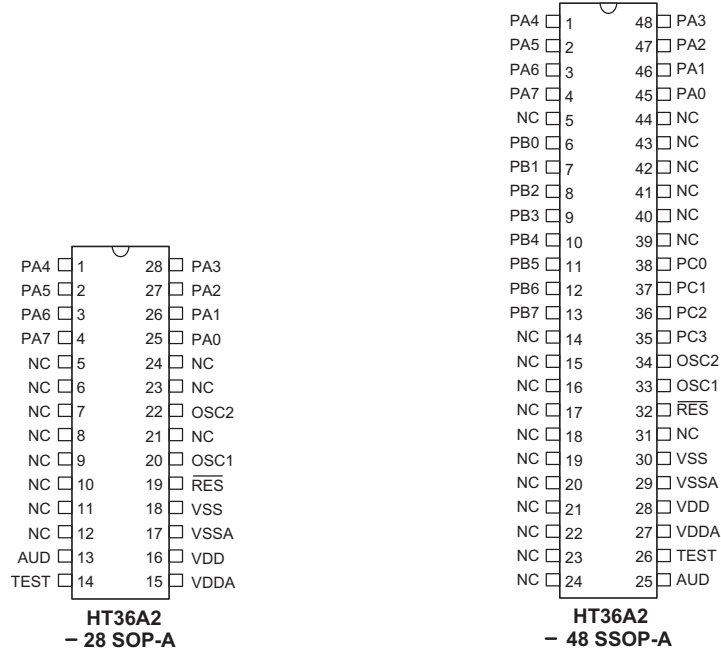 PA4 1 28 PA3
PA5 2 27 PA2
PA6 3 26 PA1
PA7 4 25 PA0
NC 5 24 NC
NC 6 23 NC
NC 7 22 OSC2
NC 8 21 NC
NC 9 20 OSC1
NC 10 19 RES
NC 11 18 VSS
NC 12 17 VSSA
AUD 13 16 VDD
TEST 14 15 VDDA
HT36A2
– 28 SOP-A
PA4 1 48 PA3
PA5 2 47 PA2
PA6 3 46 PA1
PA7 4 45 PA0
NC 5 44 NC
PB0 6 43 NC
PB1 7 42 NC
PB2 8 41 NC
PB3 9 40 NC
PB4 10 39 NC
PB5 11 38 PC0
PB6 12 37 PC1
PB7 13 36 PC2
NC 14 35 PC3
NC 15 34 OSC2
NC 16 33 OSC1
NC 17 32 RES
NC 18 31 NC
NC 19 30 VSS
NC 20 29 VSSA
NC 21 28 VDD
NC 22 27 VDDA
NC 23 26 TEST
NC 24 25 AUD
HT36A2
– 48 SSOP-A